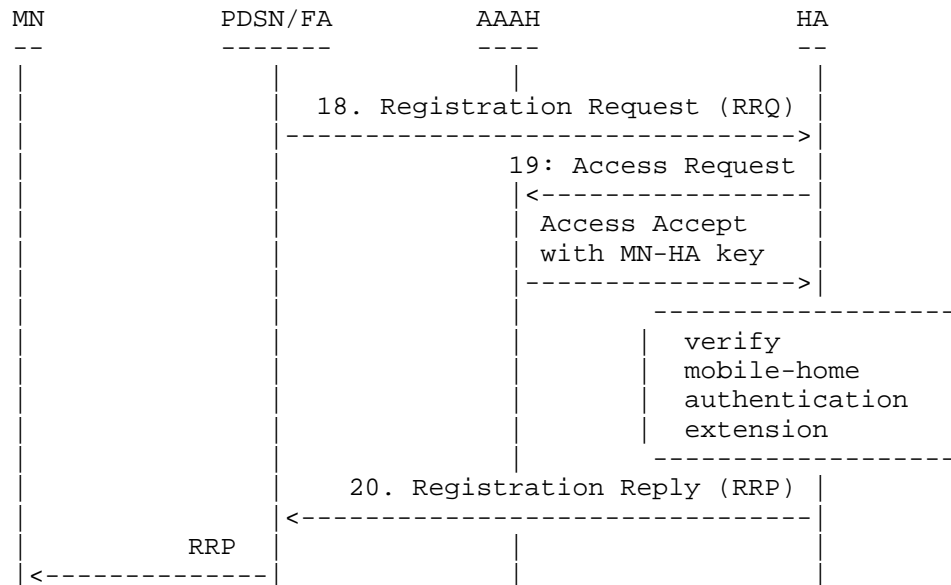 MN PDSN/FA AAAH HA
18. Registration Request (RRQ)
19: Access Request
Access Accept
with MN-HA key
verify
mobile-home
authentication
extension
20. Registration Reply (RRP)
RRP